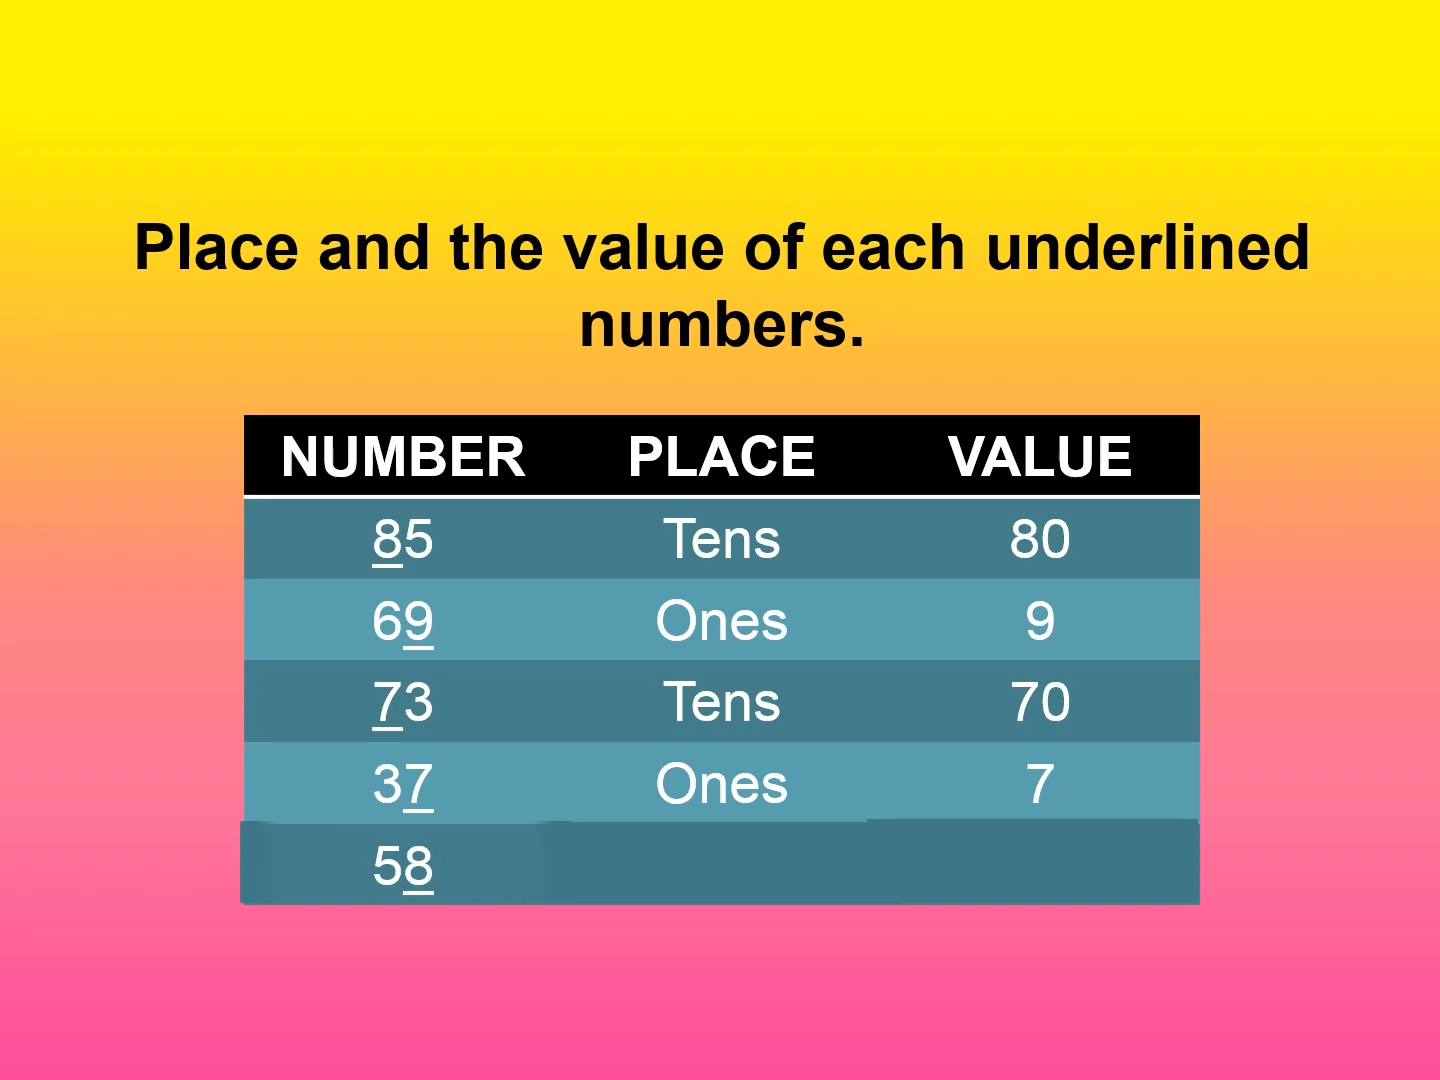 Place and the value of each underlined
numbers.
NUMBER PLACE VALUE
85 Tens 80
69 Ones 9
73 Tens 70
37 Ones 7
58